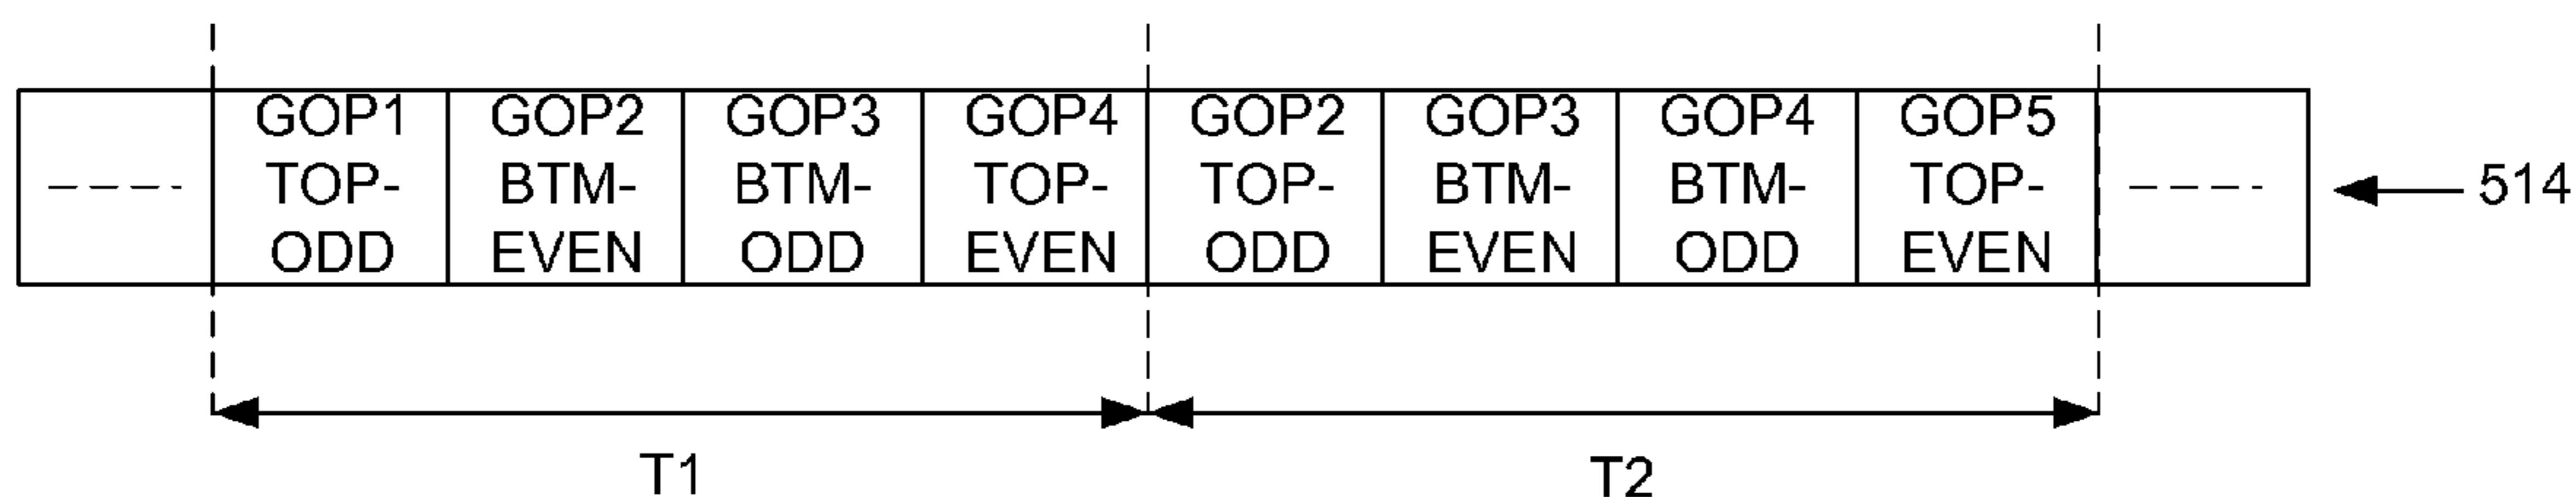 GOP1 GOP2 GOP3 GOP4 GOP2 GOP3 GOP4 GOP5
TOP- BTM- BTM- TOP- TOP- BTM- BTM- TOP-
ODD EVEN ODD EVEN ODD EVEN ODD EVEN
514
T1 T2